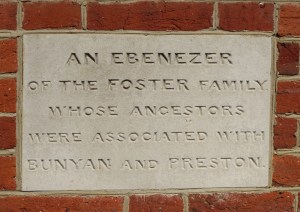 AN EBENEZER
OF THE FOSTER FAMILY
WHOSE ANCESTORS
WERE ASSOCIATED WITH
BUNYAN AND PRESTON.